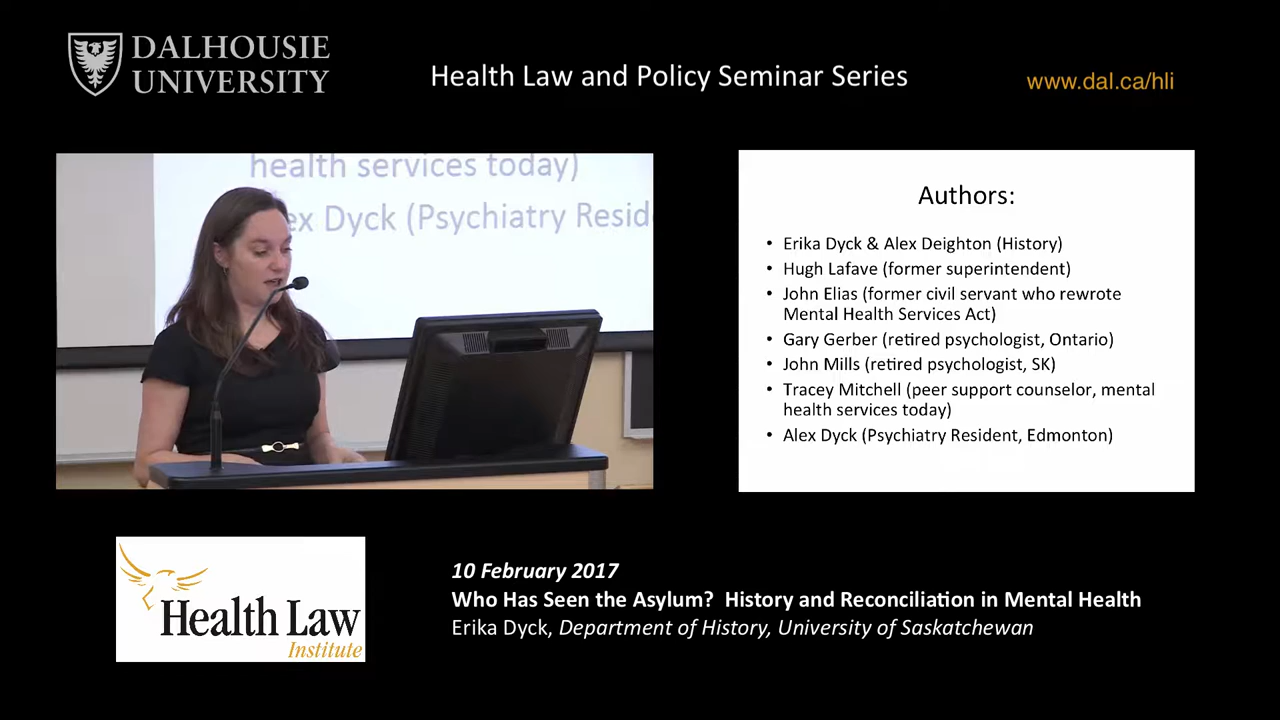 DALHOUSIE
UNIVERSITY
Health Law and Policy Seminar Series
www.dal.ca/hli
health services today)
ex Dyck (Psychiatry Resid
Authors:
• Erika Dyck & Alex Deighton (History)
• Hugh Lafave (former superintendent)
• John Elias (former civil servant who rewrote
Mental Health Services Act)
• Gary Gerber (retired psychologist, Ontario)
• John Mills (retired psychologist, SK)
• Tracey Mitchell (peer support counselor, mental
health services today)
• Alex Dyck (Psychiatry Resident, Edmonton)
Health Law
Institute
10 February 2017
Who Has Seen the Asylum? History and Reconciliation in Mental Health
Erika Dyck, Department of History, University of Saskatchewan